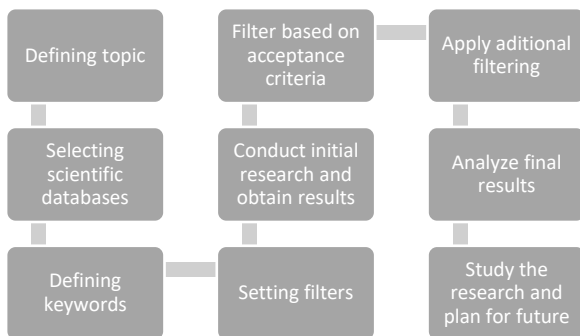 Defining topic
Selecting
scientific
databases
Defining
keywords
Setting filters
Conduct initial
research and
obtain results
Filter based on
acceptance
criteria
Apply aditional
filtering
Analyze final
results
Study the
research and
plan for future